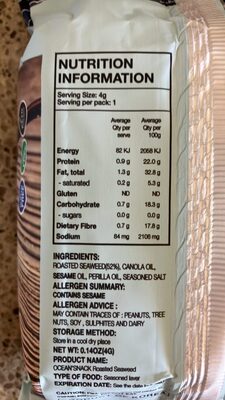 NUTRITION
INFORMATION
Serving Size: 4g
Serving per pack: 1
Average Qty per serve Average Qty per 100g
Energy 82 KJ 2058 KJ
Protein 0.9 g 22.0 g
Fat, total 1.3 g 32.8 g
- saturated 0.2 g 5.3 g
Gluten ND ND
Carbohydrate 0.7 g 18.3 g
- sugars 0.0 g 0.0 g
Dietary Fibre 0.7 g 17.8 g
Sodium 84 mg 2108 mg
INGREDIENTS:
ROASTED SEAWEED(52%), CANOLA OIL,
SESAME OIL, PERILLA OIL, SEASONED SALT
ALLERGEN SUMMARY:
CONTAINS SESAME
ALLERGEN ADVICE :
MAY CONTAIN TRACES OF : PEANUTS, TREE
NUTS, SOY , SULPHITES AND DAIRY
STORAGE METHOD:
Store in a cool dry place
NET WT: 0.14OZ(4G)
PRODUCT NAME:
OCEAN'SNACK Roasted Seaweed
TYPE OF FOOD: Seasoned laver
EXPIRATION DATE: See the date